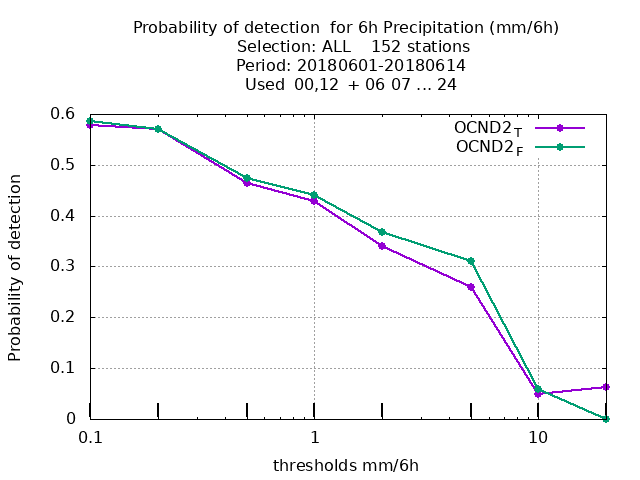 Probability of detection  for 6h Precipitation (mm/6h)
Selection: ALL    152 stations
Period: 20180601-20180614
Used  00,12  + 06 07 ... 24
OCND2T
OCND2F
0.6
0.5
0.4
0.3
0.2
0.1
0
Probability of detection
0.1 1 10
thresholds mm/6h